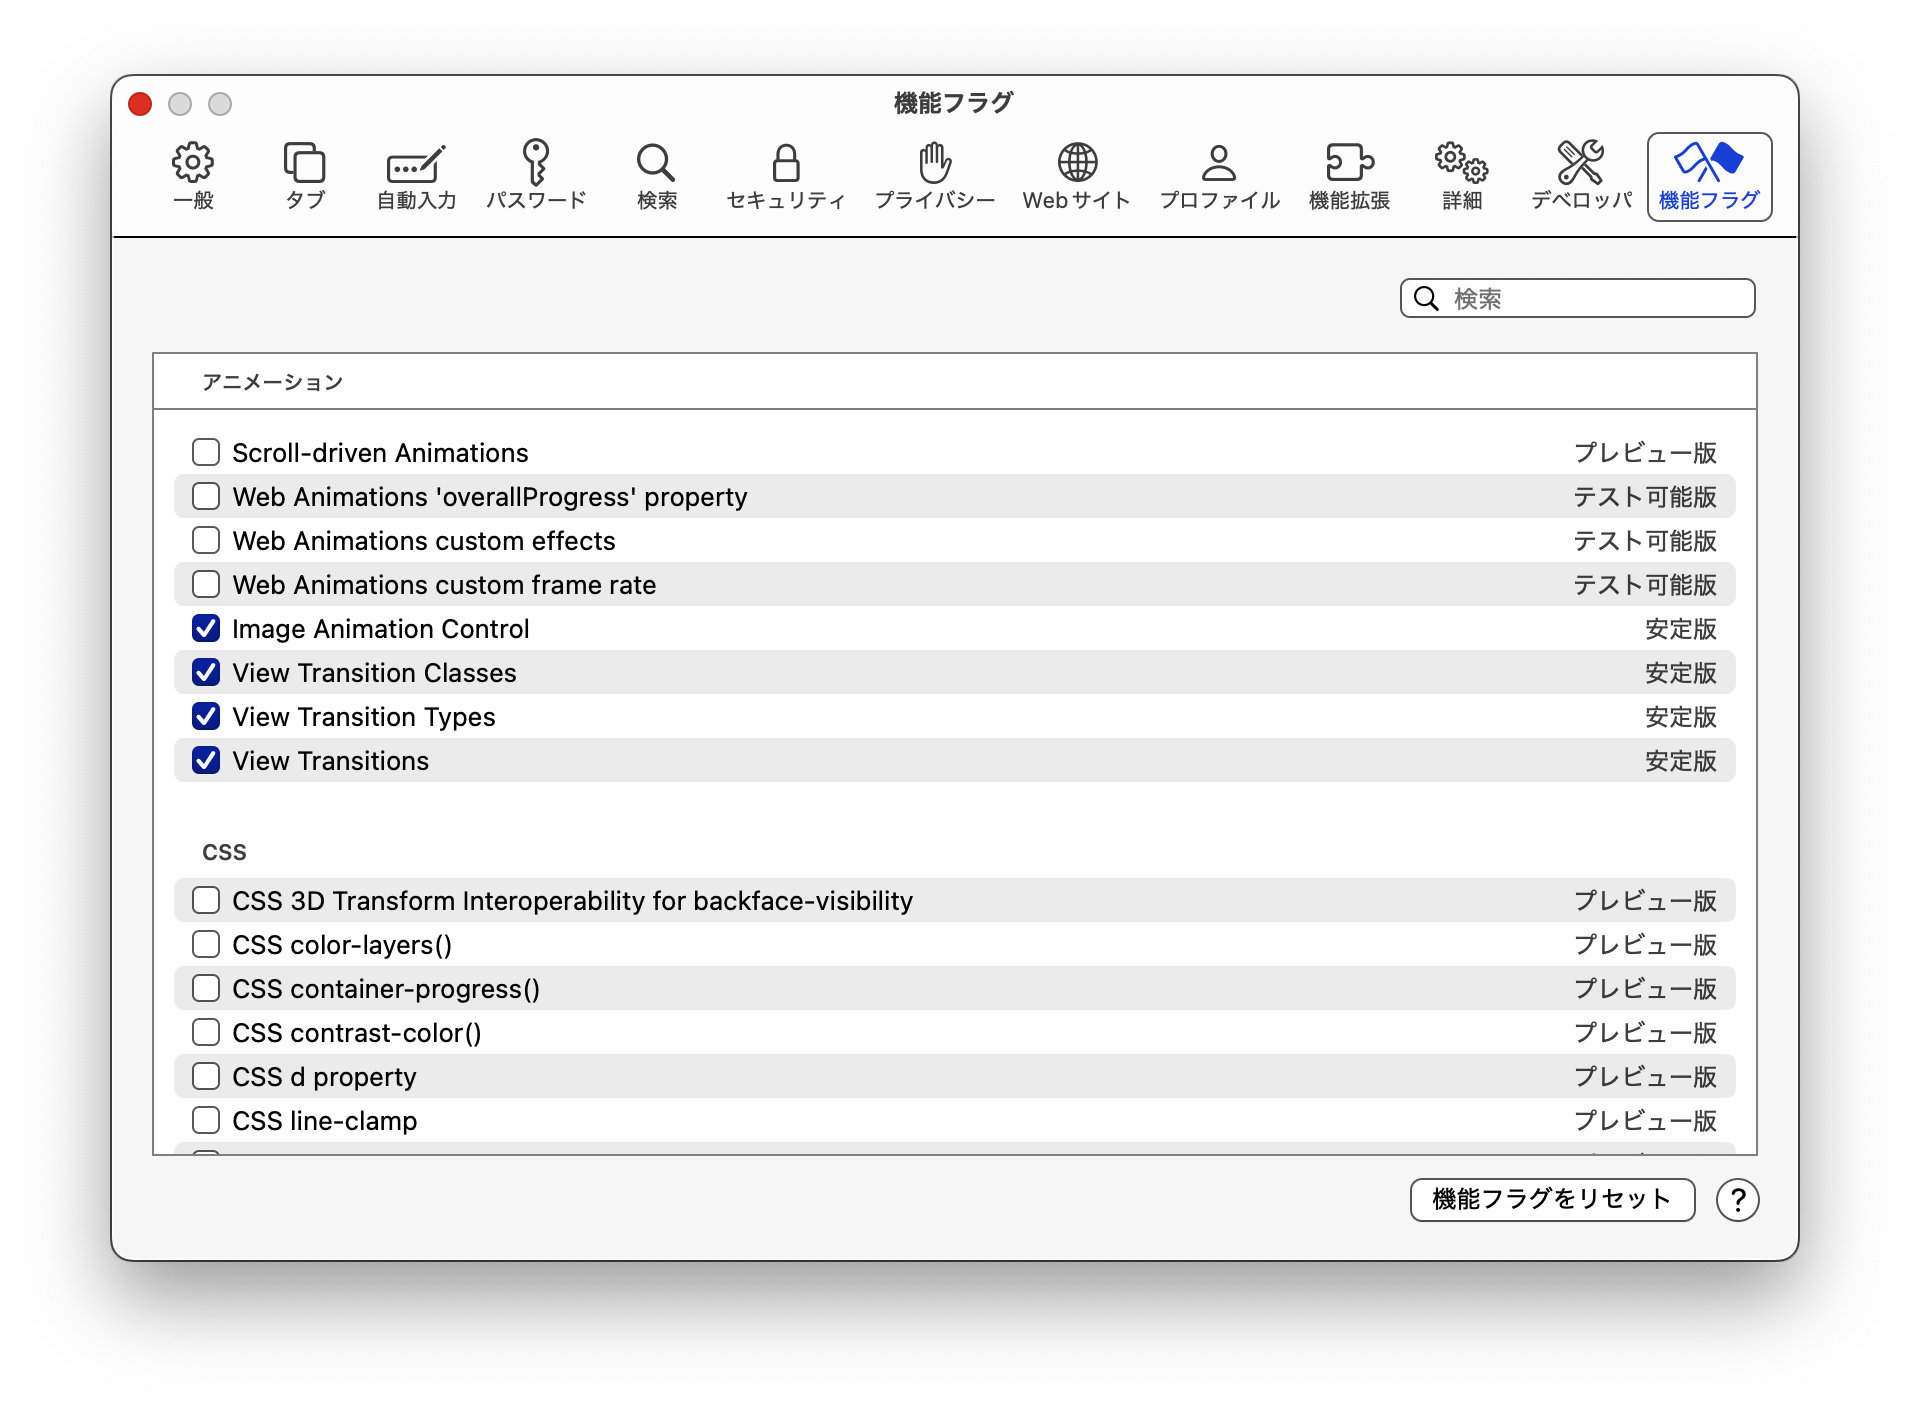 機能フラグ
一般
タブ
自動入力
パスワード
検索
セキュリティ
プライバシー
Webサイト
プロファイル
機能拡張
詳細
デベロッパ
機能フラグ
検索
アニメーション
Scroll-driven Animations プレビュー版
Web Animations 'overallProgress' property テスト可能版
Web Animations custom effects テスト可能版
Web Animations custom frame rate テスト可能版
Image Animation Control 安定版
View Transition Classes 安定版
View Transition Types 安定版
View Transitions 安定版
CSS
CSS 3D Transform Interoperability for backface-visibility プレビュー版
CSS color-layers() プレビュー版
CSS container-progress() プレビュー版
CSS contrast-color() プレビュー版
CSS d property プレビュー版
CSS line-clamp プレビュー版
機能フラグをリセット
?